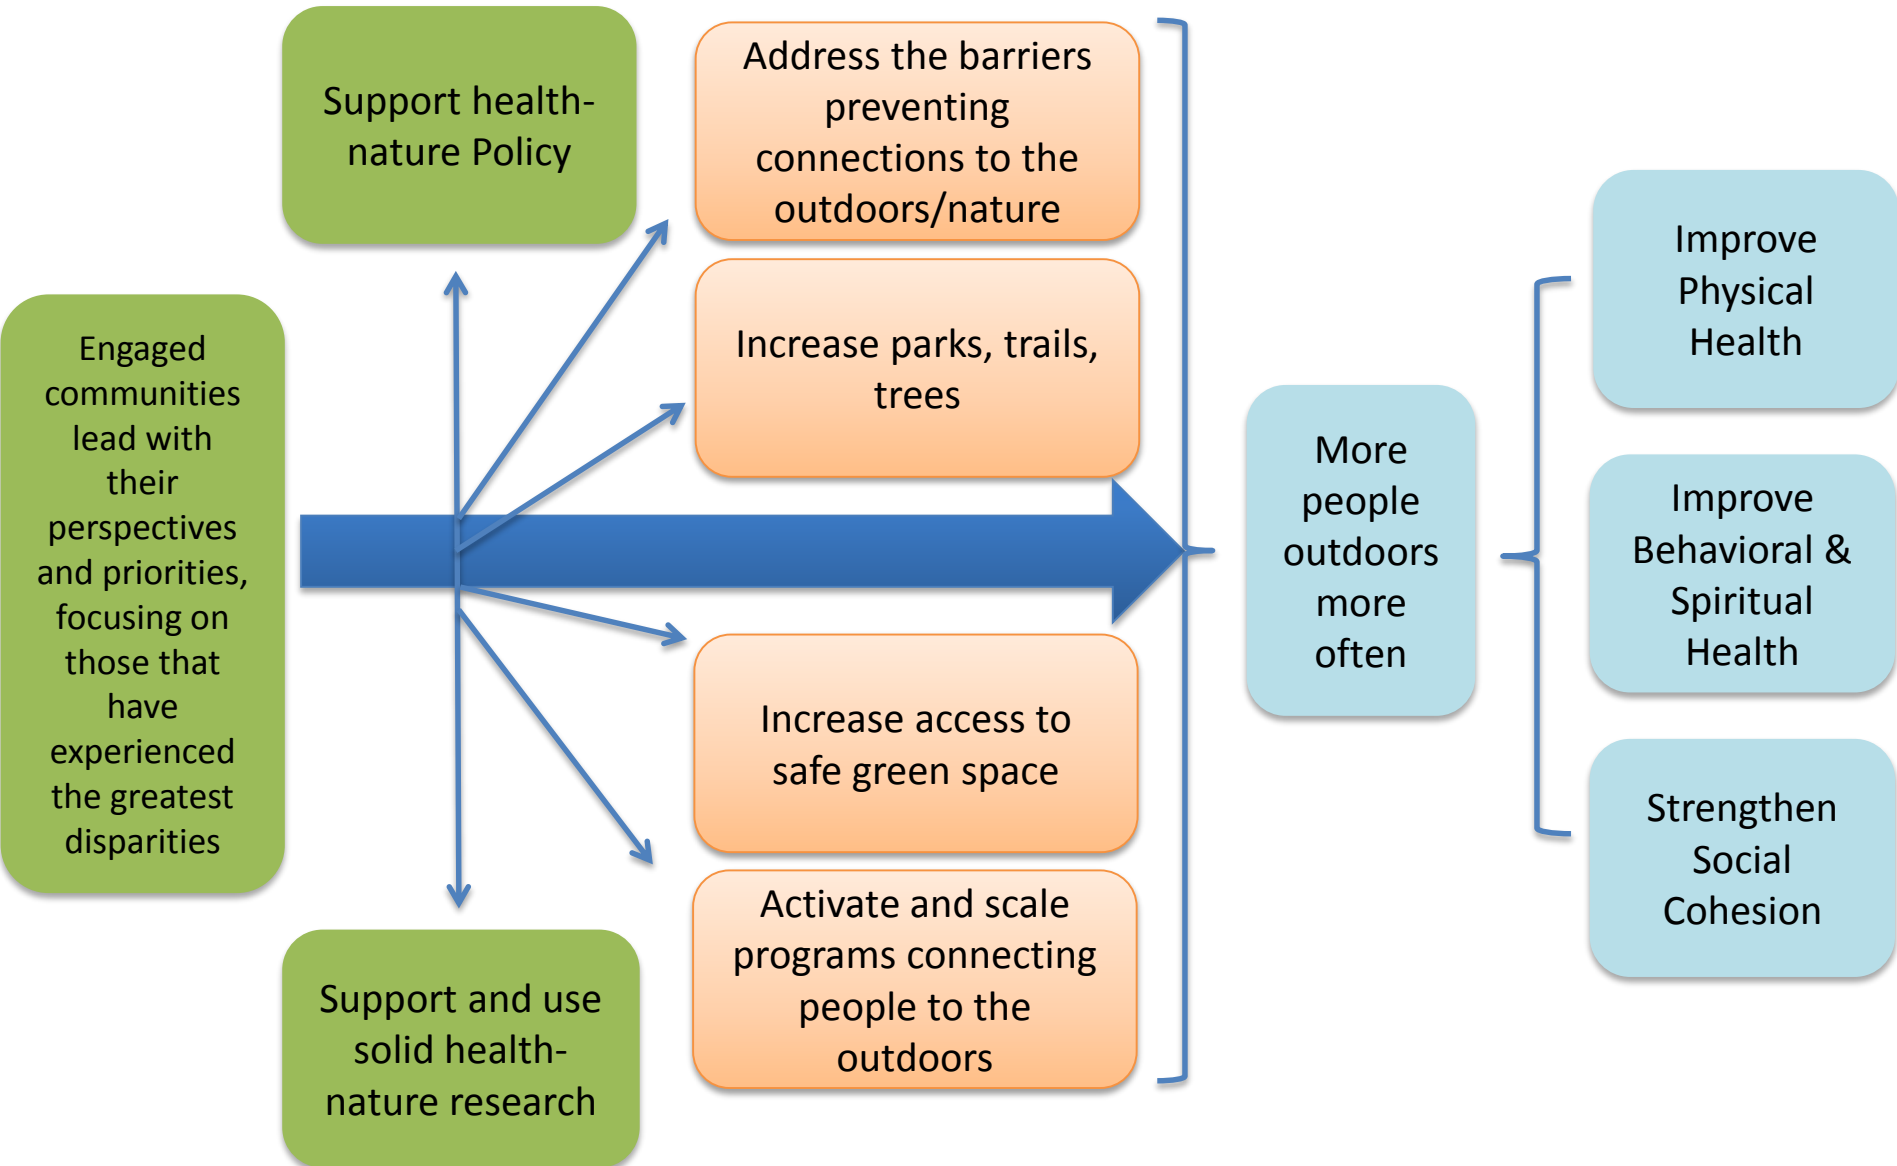 Support health-
nature Policy
Address the barriers
preventing
connections to the
outdoors/nature
Engaged
communities
lead with
their
perspectives
and priorities,
focusing on
those that
have
experienced
the greatest
disparities
Increase parks, trails,
trees
Increase access to
safe green space
Support and use
solid health-
nature research
Activate and scale
programs connecting
people to the
outdoors
More
people
outdoors
more
often
Improve
Physical
Health
Improve
Behavioral &
Spiritual
Health
Strengthen
Social
Cohesion